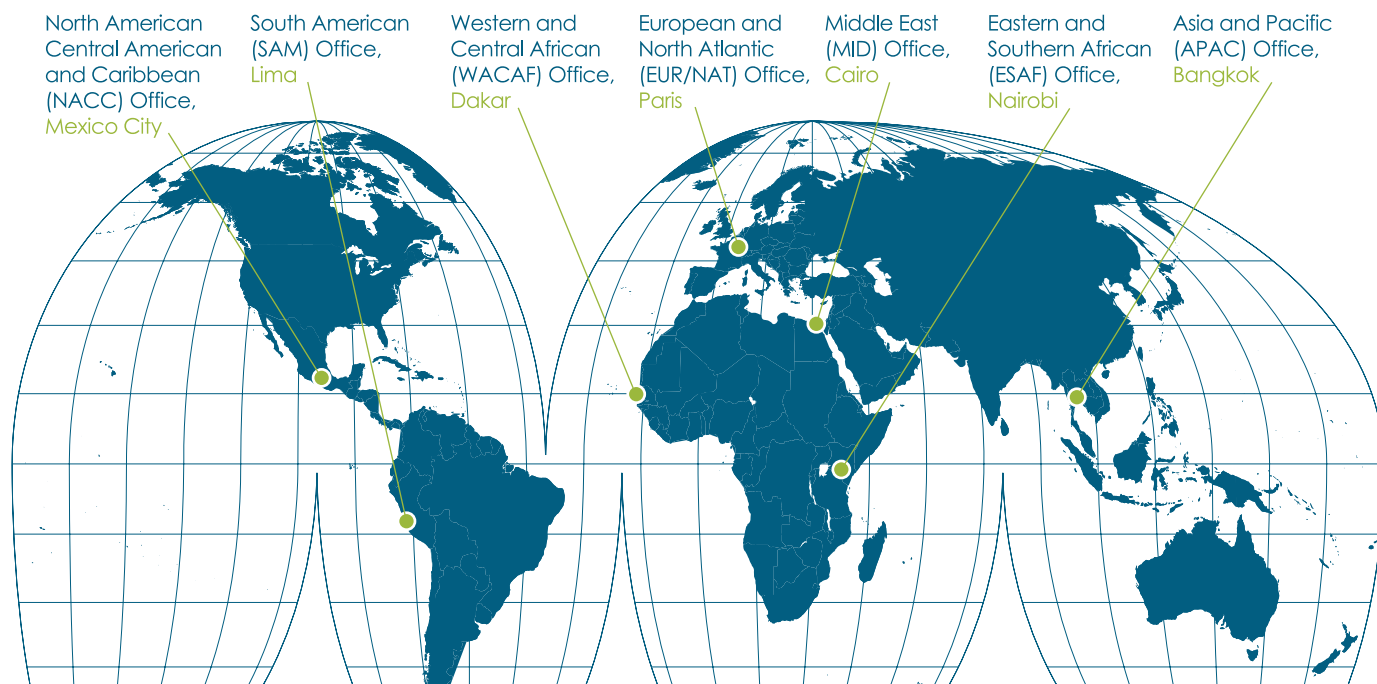 North American
Central American
and Caribbean
(NACC) Office,
Mexico City
South American
(SAM) Office,
Lima
Western and
Central African
(WACAF) Office,
Dakar
European and
North Atlantic
(EUR/NAT) Office,
Paris
Middle East
(MID) Office,
Cairo
Eastern and
Southern African
(ESAF) Office,
Nairobi
Asia and Pacific
(APAC) Office,
Bangkok